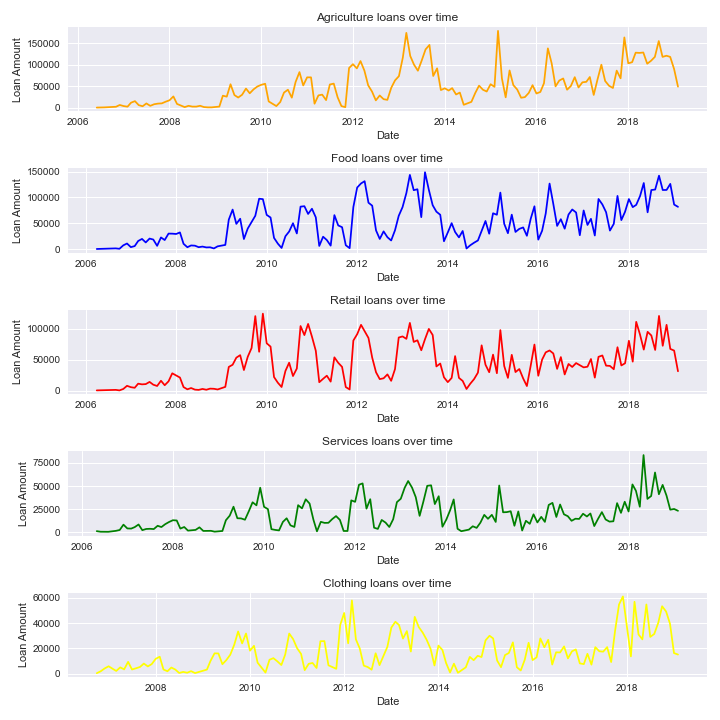 Agriculture loans over time
Loan Amount
150000
100000
50000
0
2006 2008 2010 2012 2014 2016 2018
Date
Food loans over time
Loan Amount
150000
100000
50000
0
2006 2008 2010 2012 2014 2016 2018
Date
Retail loans over time
Loan Amount
100000
50000
0
2006 2008 2010 2012 2014 2016 2018
Date
Services loans over time
Loan Amount
75000
50000
25000
0
2006 2008 2010 2012 2014 2016 2018
Date
Clothing loans over time
Loan Amount
60000
40000
20000
0
2008 2010 2012 2014 2016 2018
Date